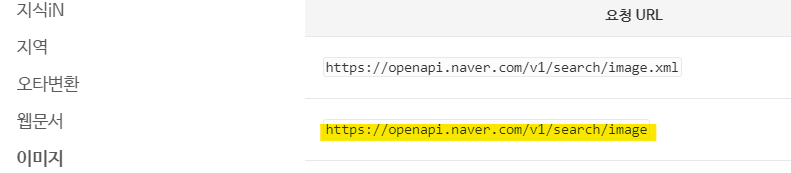 지식iN
지역
오타변환
웹문서
이미지
요청 URL
https://openapi.naver.com/v1/search/image.xml
https://openapi.naver.com/v1/search/image